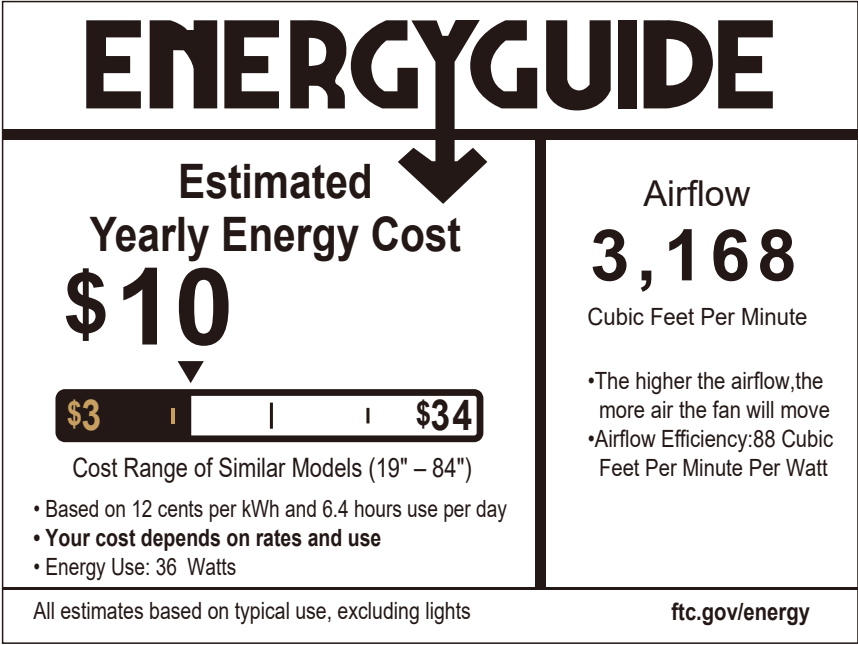 ENERGYGUIDE
Estimated
Yearly Energy Cost
$10
$3
$34
Cost Range of Similar Models (19" – 84")
• Based on 12 cents per kWh and 6.4 hours use per day
• Your cost depends on rates and use
• Energy Use: 36 Watts
Airflow
3,168
Cubic Feet Per Minute
•The higher the airflow,the
more air the fan will move
•Airflow Efficiency:88 Cubic
Feet Per Minute Per Watt
All estimates based on typical use, excluding lights
ftc.gov/energy